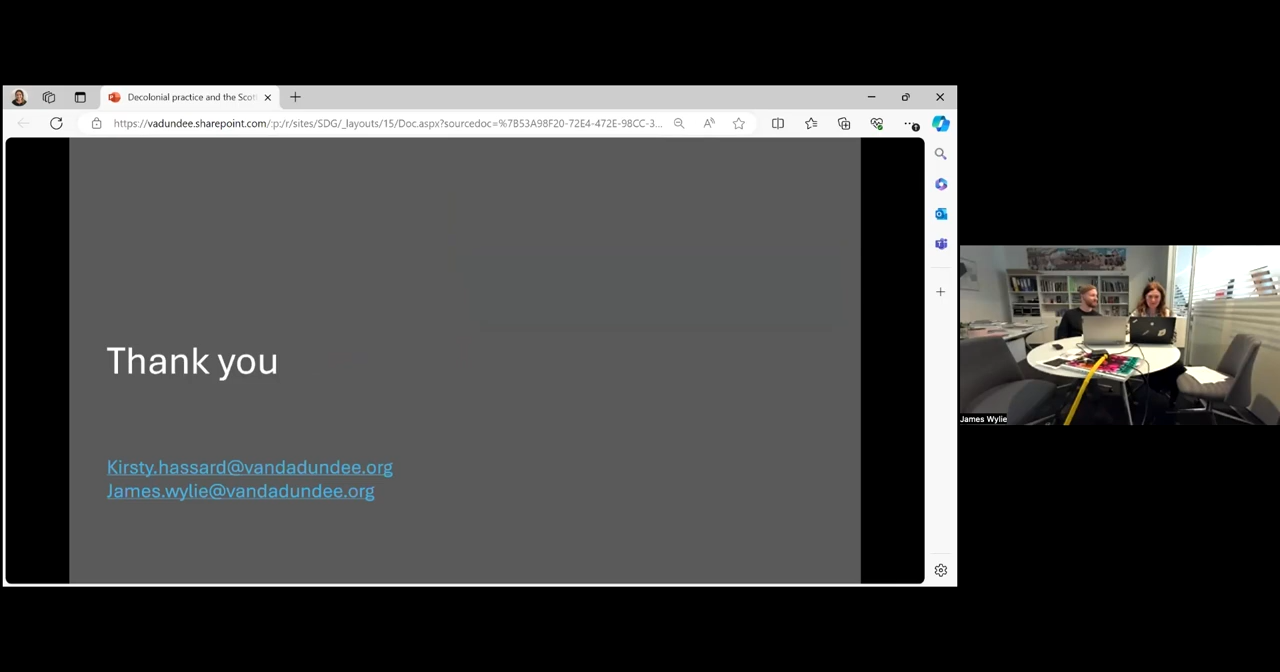 Decolonial practice and the Scot
https://vadundee.sharepoint.com/:p:/r/sites/SDG/_layouts/15/Doc.aspx?sourcedoc=%7B53A98F20-72E4-472E-98CC-3...
Thank you
Kirsty.hassard@vandadundee.org
James.wylie@vandadundee.org
James Wylie